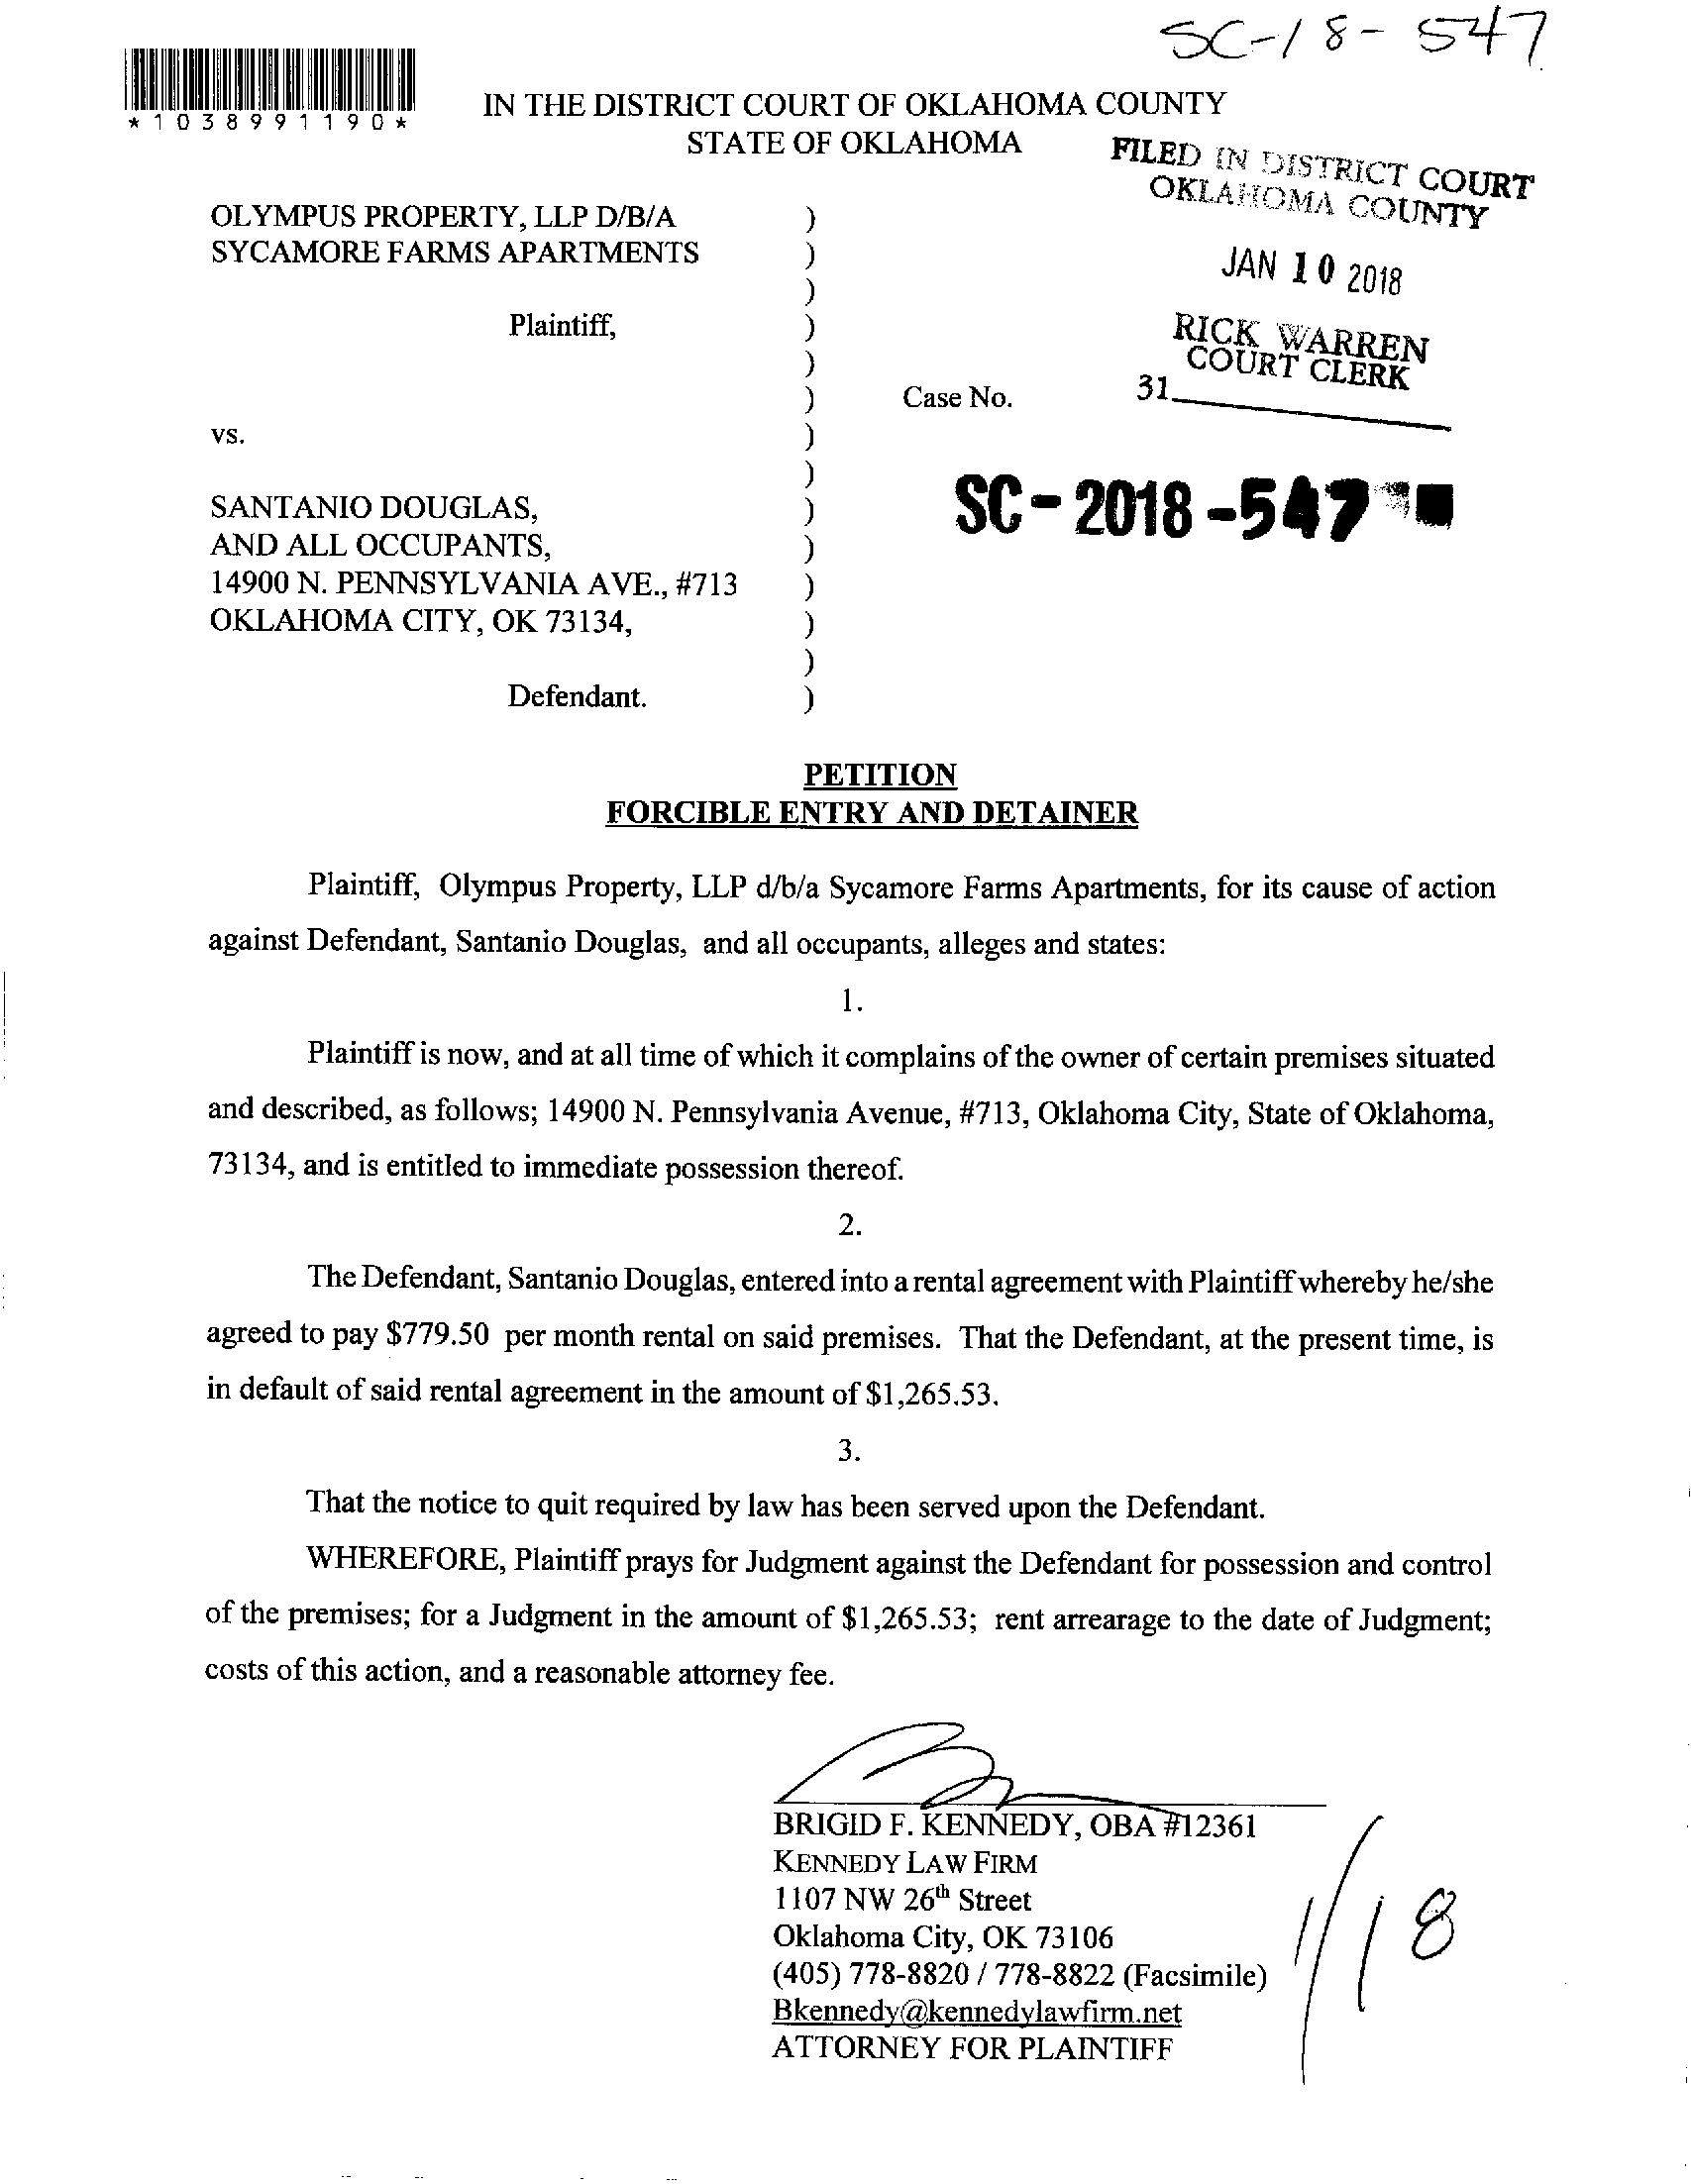 SC-18-547
*1038991190*
IN THE DISTRICT COURT OF OKLAHOMA COUNTY
STATE OF OKLAHOMA
FILED IN DISTRICT COURT
OKLAHOMA COUNTY
JAN 10 2018
RICK WARREN
COURT CLERK
31
OLYMPUS PROPERTY, LLP D/B/A )
SYCAMORE FARMS APARTMENTS )
)
Plaintiff, )
)
) Case No.
vs. )
)
SANTANIO DOUGLAS, ) SC-2018-547
AND ALL OCCUPANTS, )
14900 N. PENNSYLVANIA AVE., #713 )
OKLAHOMA CITY, OK 73134, )
)
Defendant. )
PETITION
FORCIBLE ENTRY AND DETAINER
Plaintiff, Olympus Property, LLP d/b/a Sycamore Farms Apartments, for its cause of action
against Defendant, Santanio Douglas, and all occupants, alleges and states:
1.
Plaintiff is now, and at all time of which it complains of the owner of certain premises situated
and described, as follows; 14900 N. Pennsylvania Avenue, #713, Oklahoma City, State of Oklahoma,
73134, and is entitled to immediate possession thereof.
2.
The Defendant, Santanio Douglas, entered into a rental agreement with Plaintiff whereby he/she
agreed to pay $779.50 per month rental on said premises. That the Defendant, at the present time, is
in default of said rental agreement in the amount of $1,265.53.
3.
That the notice to quit required by law has been served upon the Defendant.
WHEREFORE, Plaintiff prays for Judgment against the Defendant for possession and control
of the premises; for a Judgment in the amount of $1,265.53; rent arrearage to the date of Judgment;
costs of this action, and a reasonable attorney fee.
BRIGID F. KENNEDY, OBA #12361
KENNEDY LAW FIRM
1107 NW 26th Street
Oklahoma City, OK 73106
(405) 778-8820 / 778-8822 (Facsimile)
Bkennedy@kennedylawfirm.net
ATTORNEY FOR PLAINTIFF
1/18